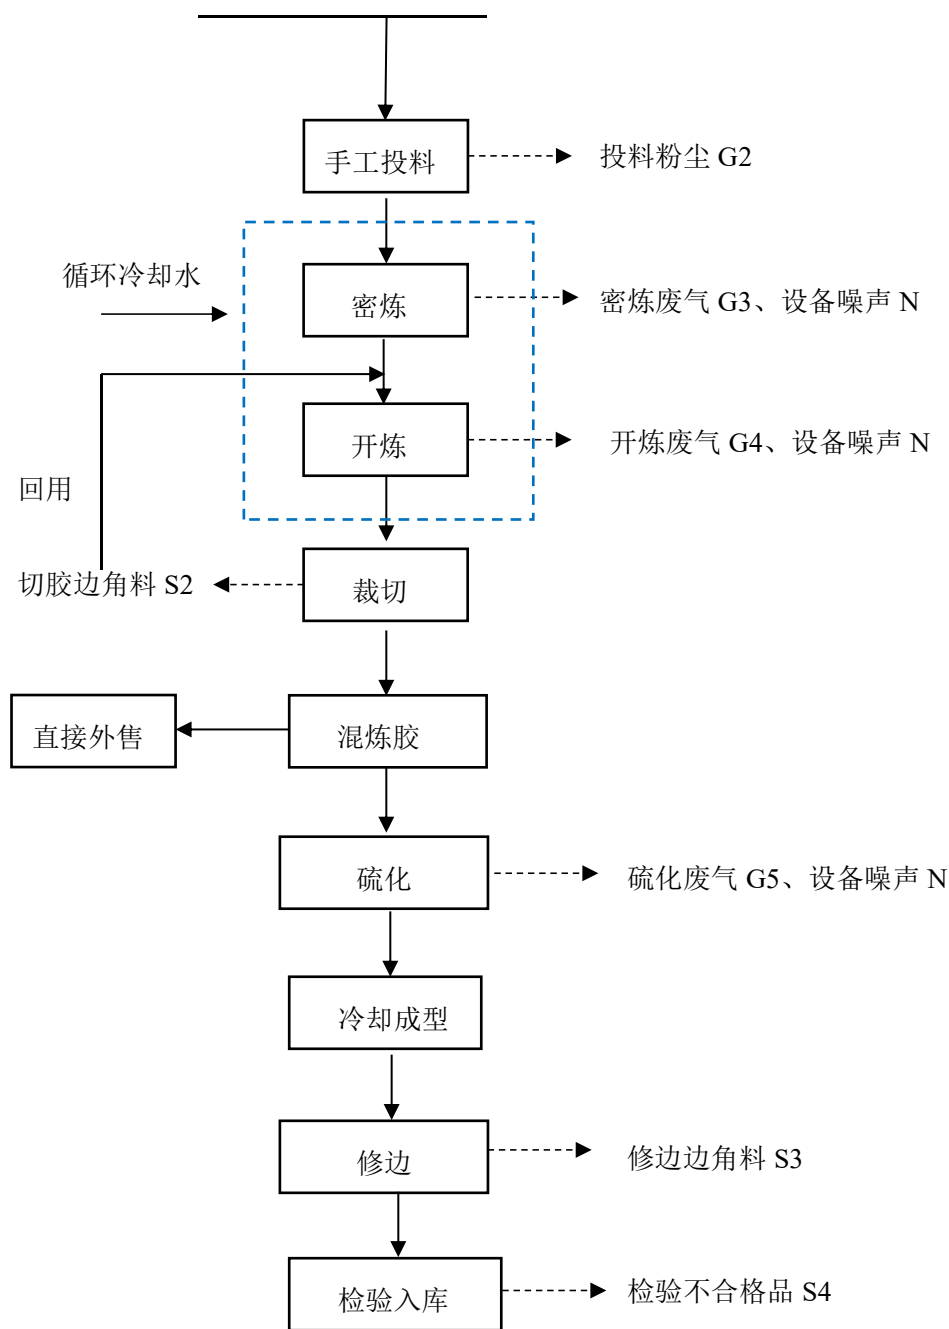 手工投料
投料粉尘 G2
循环冷却水
密炼
密炼废气 G3、设备噪声 N
开炼
开炼废气 G4、设备噪声 N
回用
切胶边角料 S2
裁切
直接外售
混炼胶
硫化
硫化废气 G5、设备噪声 N
冷却成型
修边
修边边角料 S3
检验入库
检验不合格品 S4